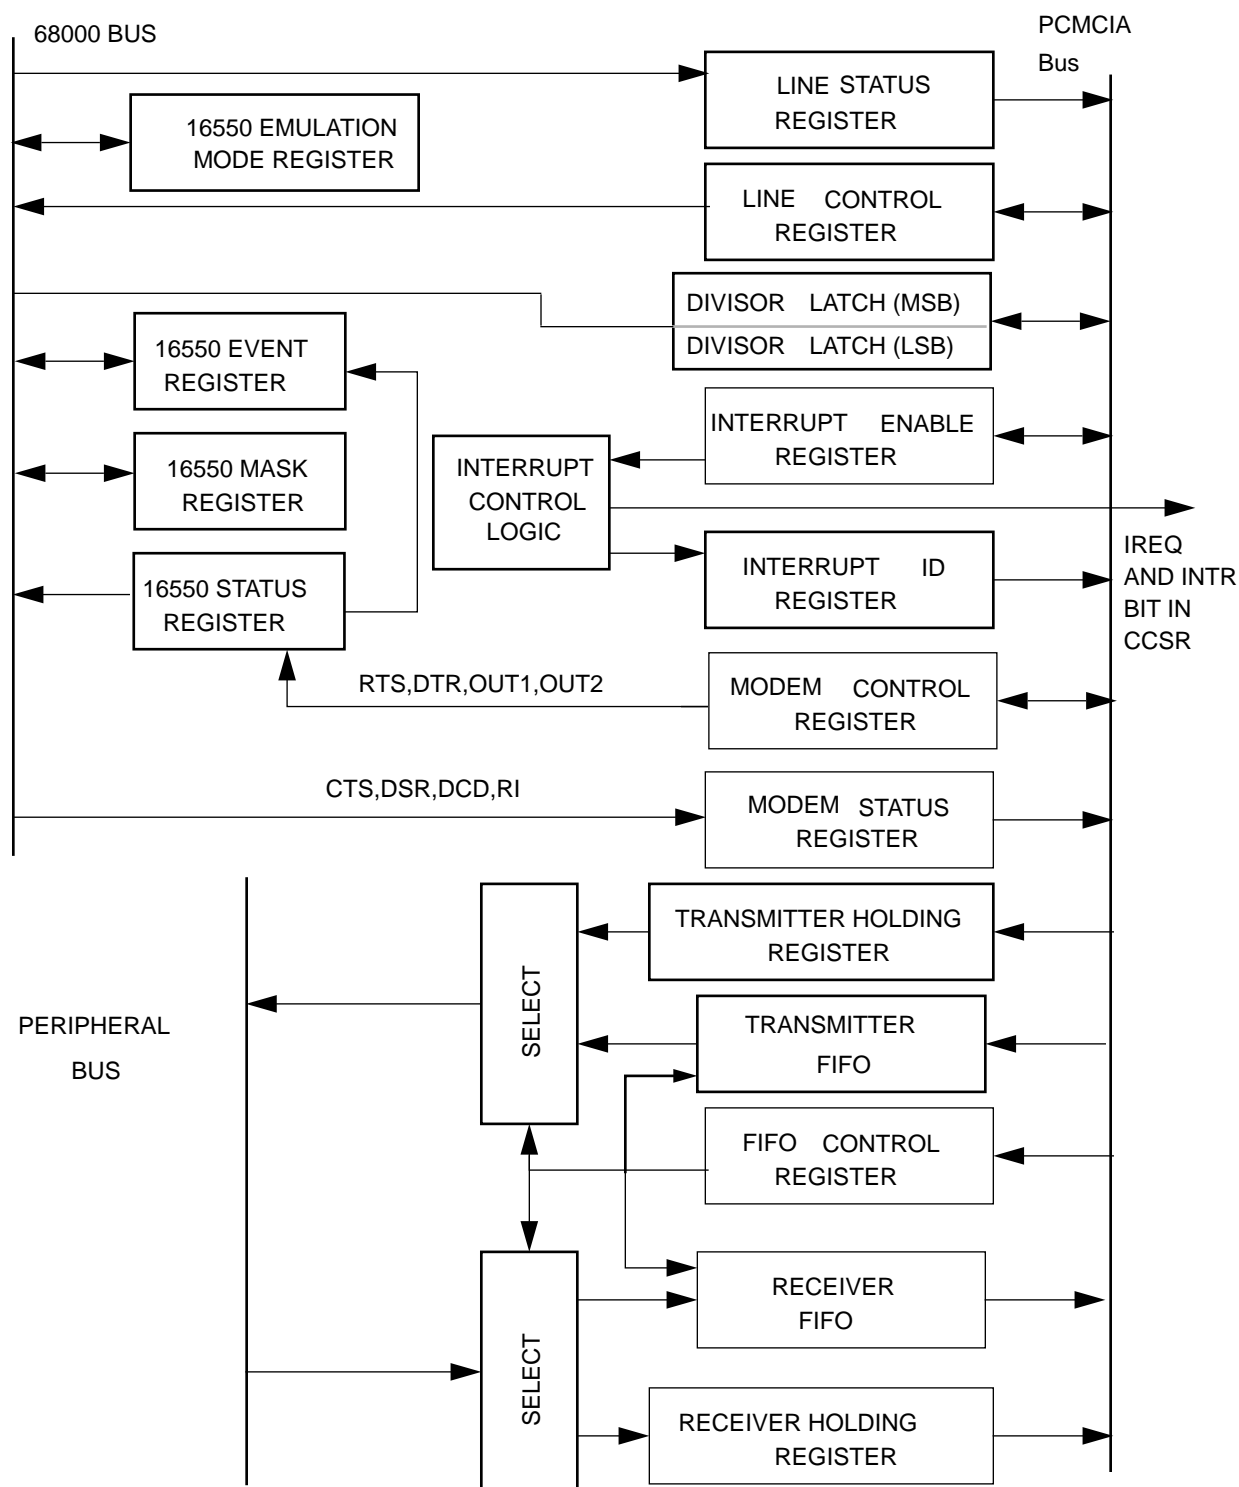 68000 BUS
PCMCIA
Bus
LINE STATUS
REGISTER
16550 EMULATION
MODE REGISTER
LINE CONTROL
REGISTER
DIVISOR LATCH (MSB)
DIVISOR LATCH (LSB)
16550 EVENT
REGISTER
INTERRUPT ENABLE
REGISTER
INTERRUPT
CONTROL
LOGIC
16550 MASK
REGISTER
IREQ
AND INTR
BIT IN
CCSR
INTERRUPT ID
REGISTER
16550 STATUS
REGISTER
RTS,DTR,OUT1,OUT2
MODEM CONTROL
REGISTER
CTS,DSR,DCD,RI
MODEM STATUS
REGISTER
TRANSMITTER HOLDING
REGISTER
SELECT
PERIPHERAL
BUS
TRANSMITTER
FIFO
FIFO CONTROL
REGISTER
RECEIVER
FIFO
SELECT
RECEIVER HOLDING
REGISTER